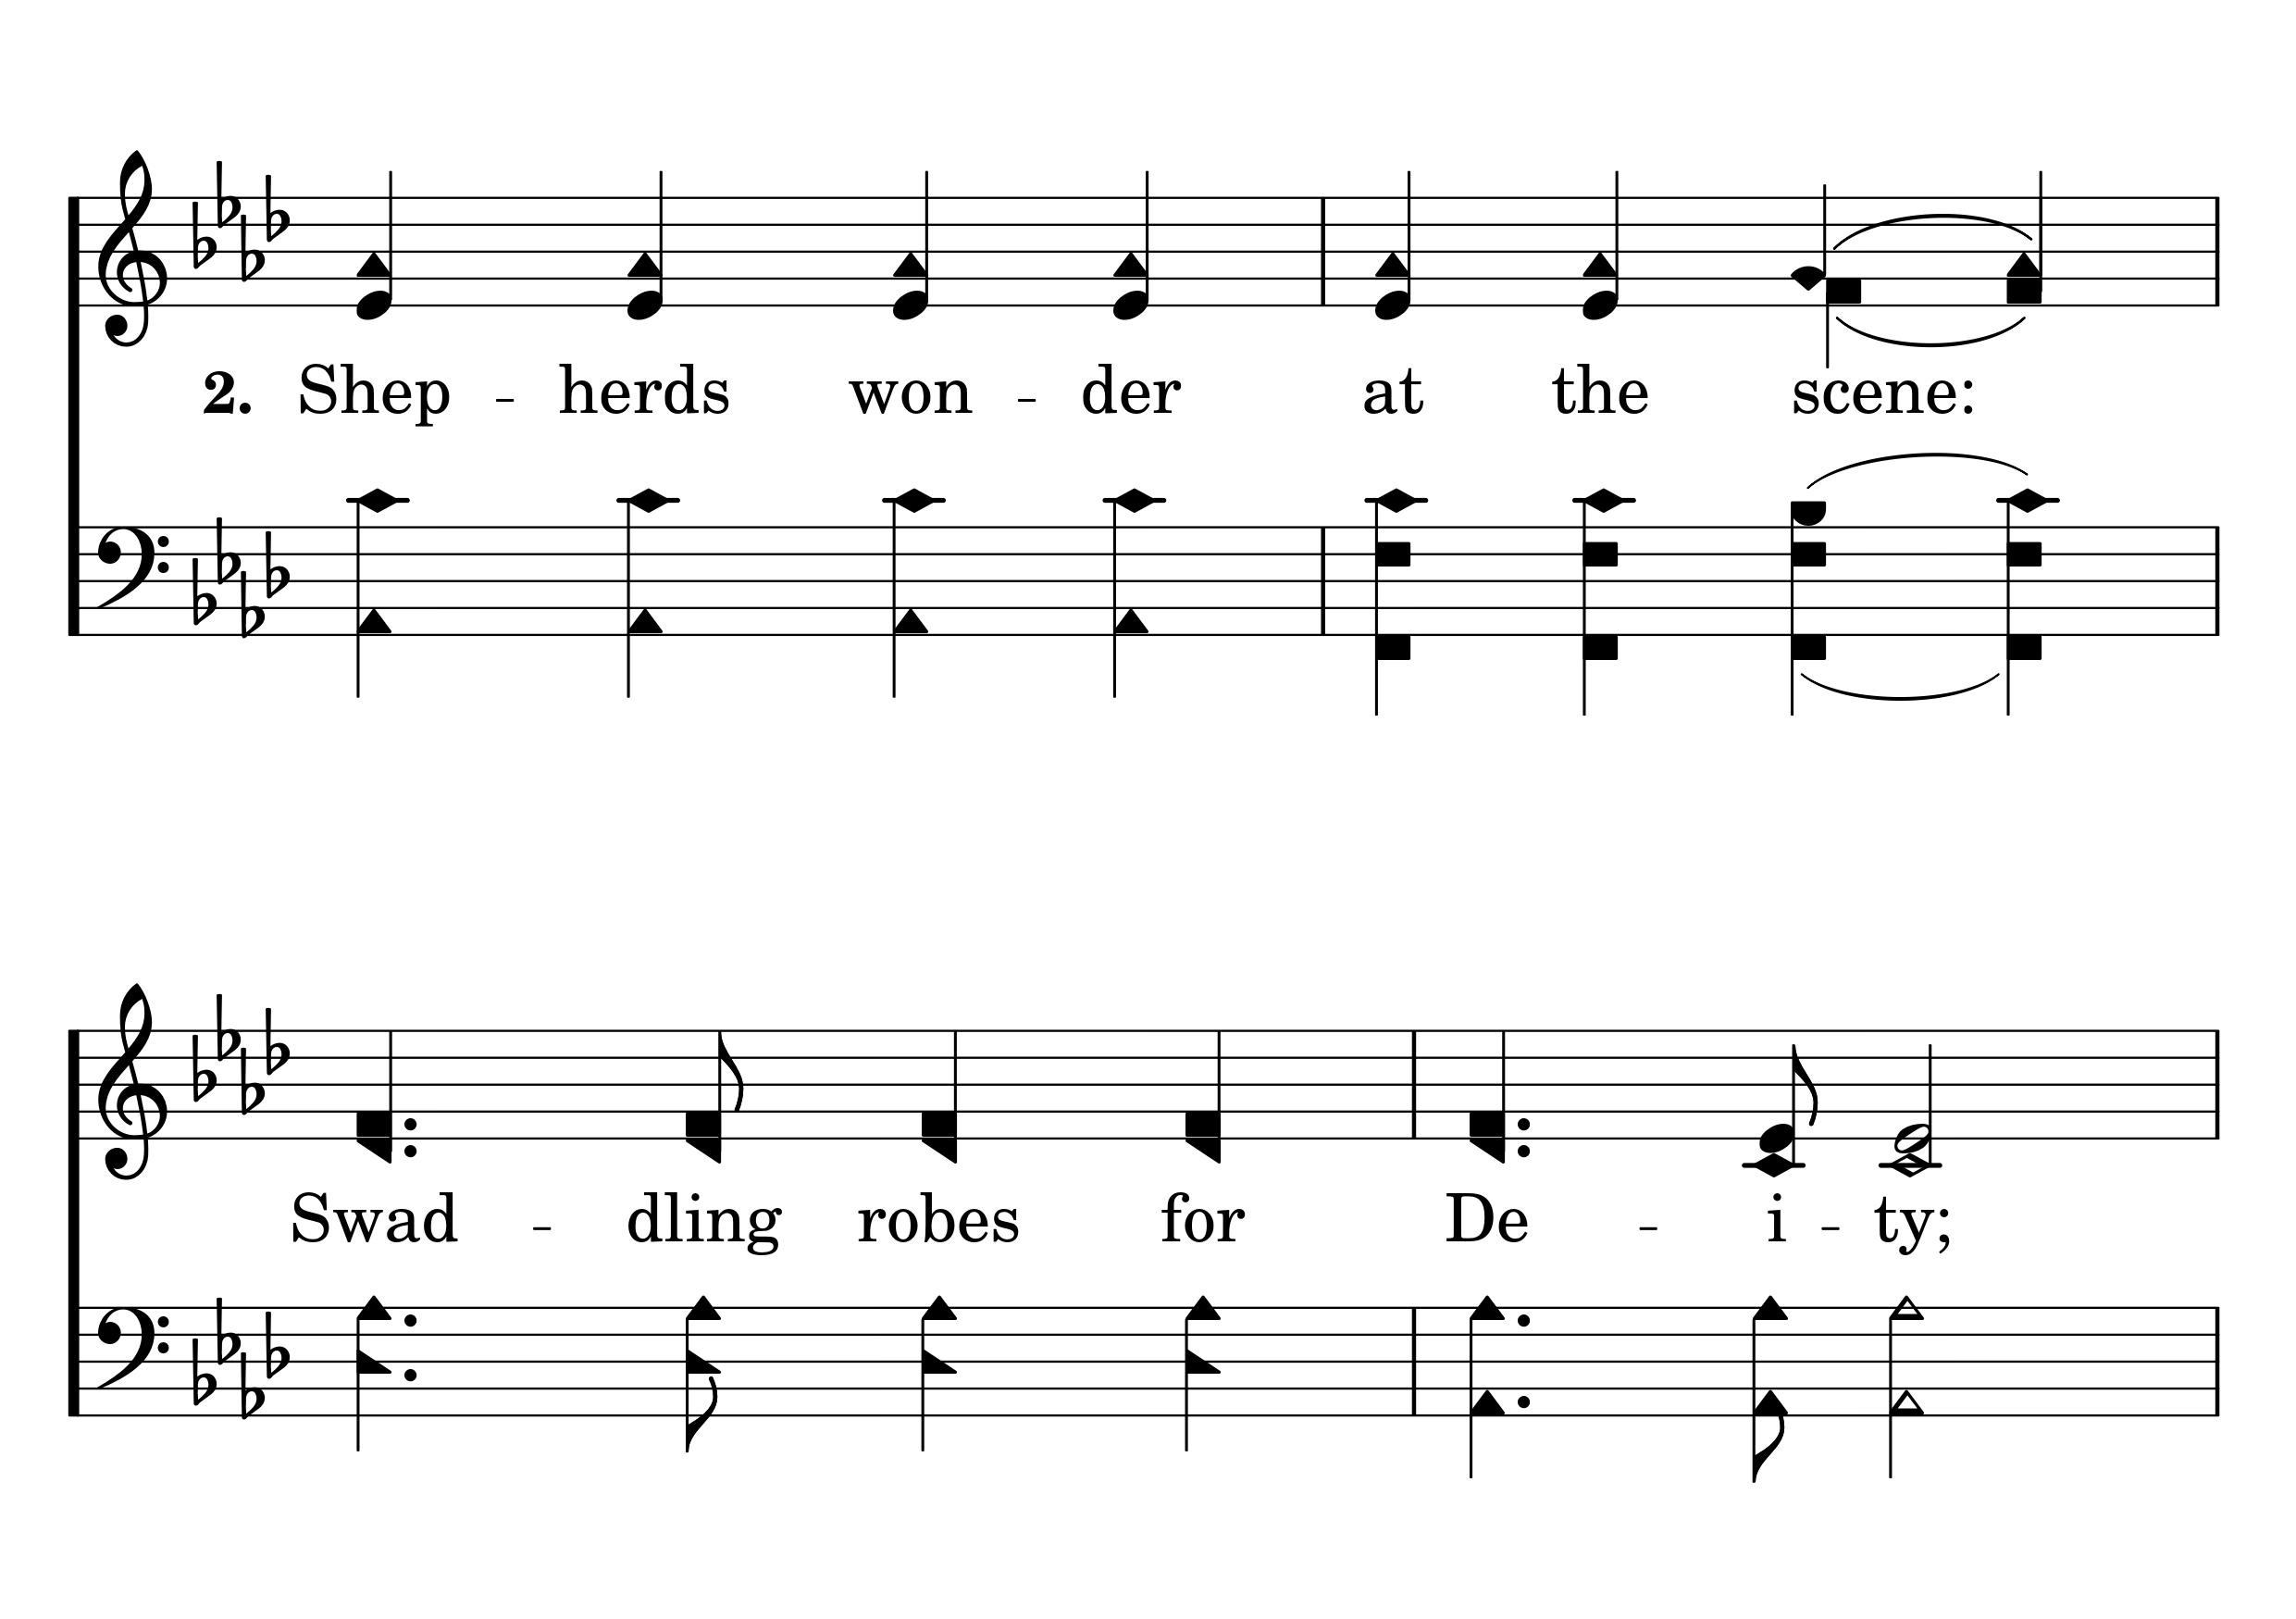 2. Shep - herds won - der at the scene:
Swad - dling robes for De - i - ty;